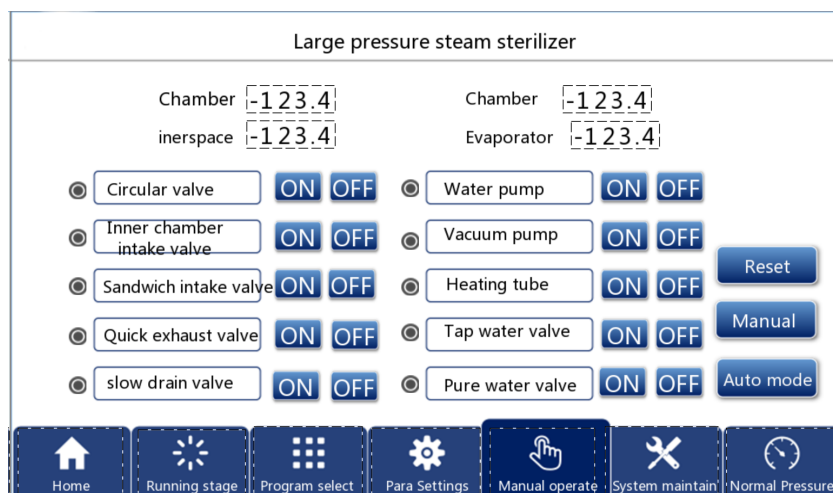 Large pressure steam sterilizer
Chamber -123.4 Chamber -123.4
inerspace -123.4 Evaporator -123.4
Circular valve ON OFF Water pump ON OFF
Inner chamber
intake valve ON OFF Vacuum pump ON OFF
Sandwich intake valve ON OFF Heating tube ON OFF
Reset
Quick exhaust valve ON OFF Tap water valve ON OFF
Manual
slow drain valve ON OFF Pure water valve ON OFF
Auto mode
Home Running stage Program select Para Settings Manual operate System maintain Normal Pressure